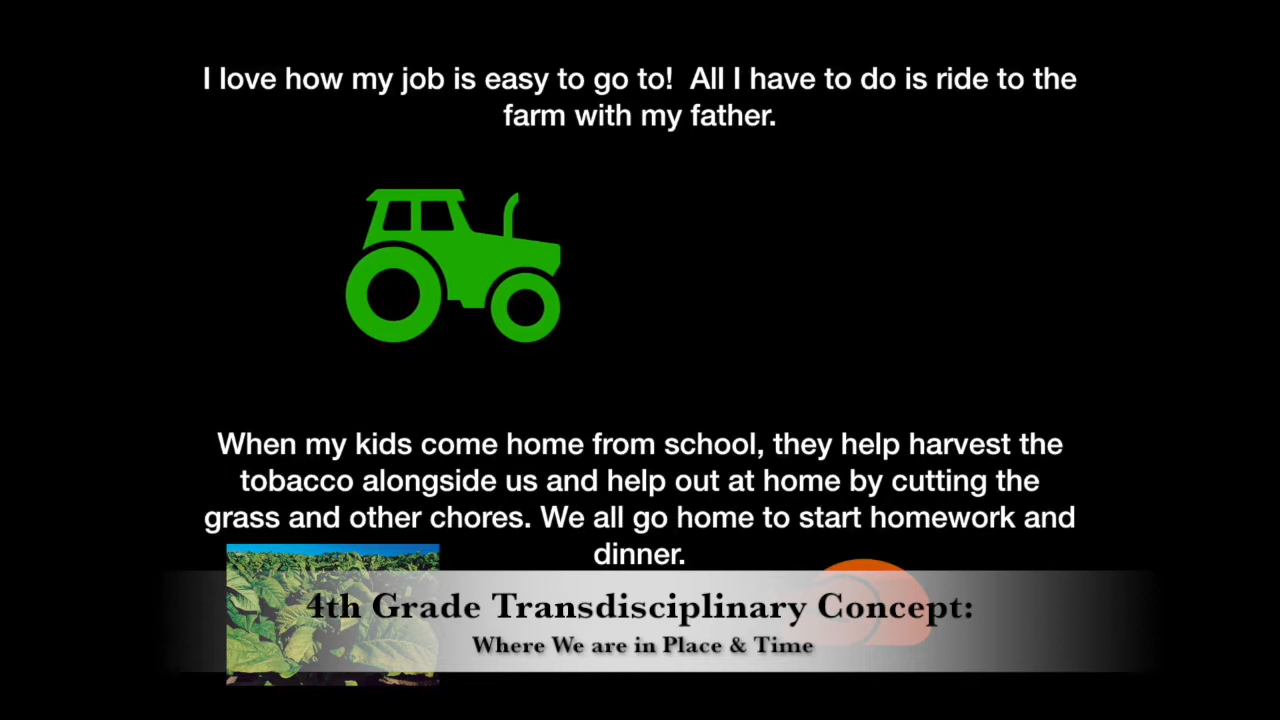 I love how my job is easy to go to!  All I have to do is ride to the
farm with my father.
When my kids come home from school, they help harvest the
tobacco alongside us and help out at home by cutting the
grass and other chores. We all go home to start homework and
dinner.
4th Grade Transdisciplinary Concept:
Where We are in Place & Time